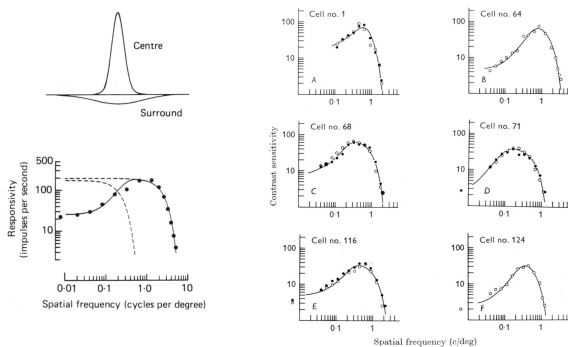 Centre
Surround
Responsivity
(impulses per second)
500
100
10
0·01
0·1
1·0
10
Spatial frequency (cycles per degree)
Contrast sensitivity
Cell no. 1
100
10
A
0·1
1
Cell no. 64
100
10
B
0·1
1
Cell no. 68
100
10
C
0·1
1
Cell no. 71
100
10
D
0·1
1
Cell no. 116
100
10
E
0·1
1
Cell no. 124
100
10
F
0·1
1
Spatial frequency (c/deg)